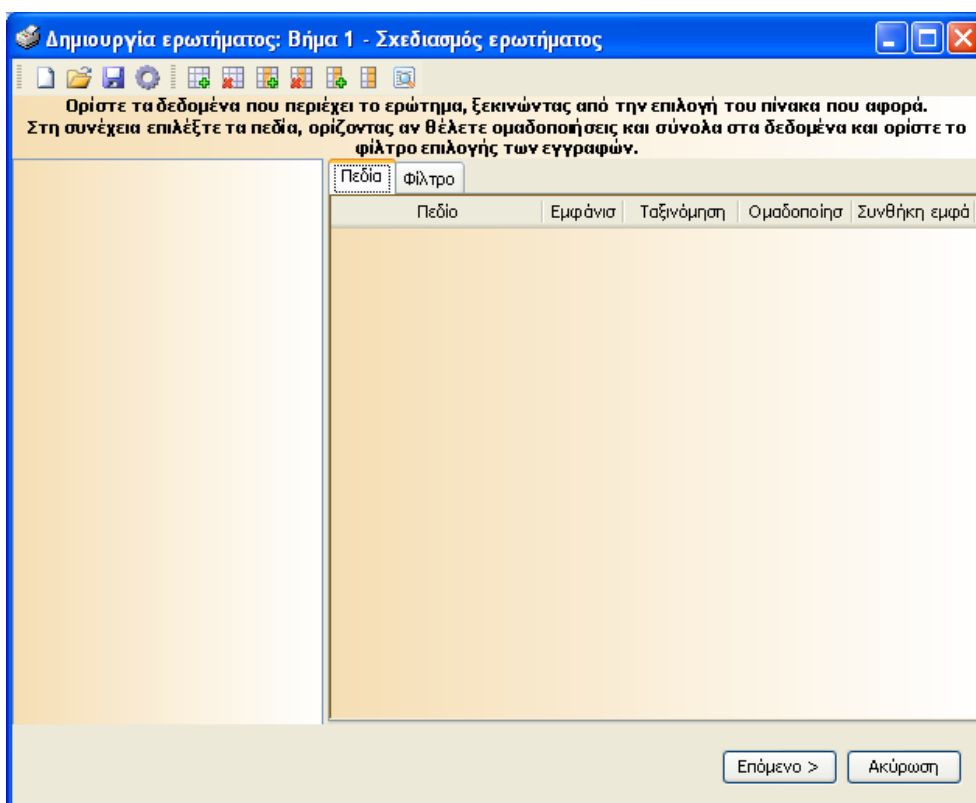 Δημιουργία ερωτήματος: Βήμα 1 - Σχεδιασμός ερωτήματος
Ορίστε τα δεδομένα που περιέχει το ερώτημα, ξεκινώντας από την επιλογή του πίνακα που αφορά.
Στη συνέχεια επιλέξτε τα πεδία, ορίζοντας αν θέλετε ομαδοποιήσεις και σύνολα στα δεδομένα και ορίστε το
φίλτρο επιλογής των εγγραφών.
Πεδία Φίλτρο
Πεδίο Εμφάνισ Ταξινόμηση Ομαδοποίησ Συνθήκη εμφά
Επόμενο > Ακύρωση